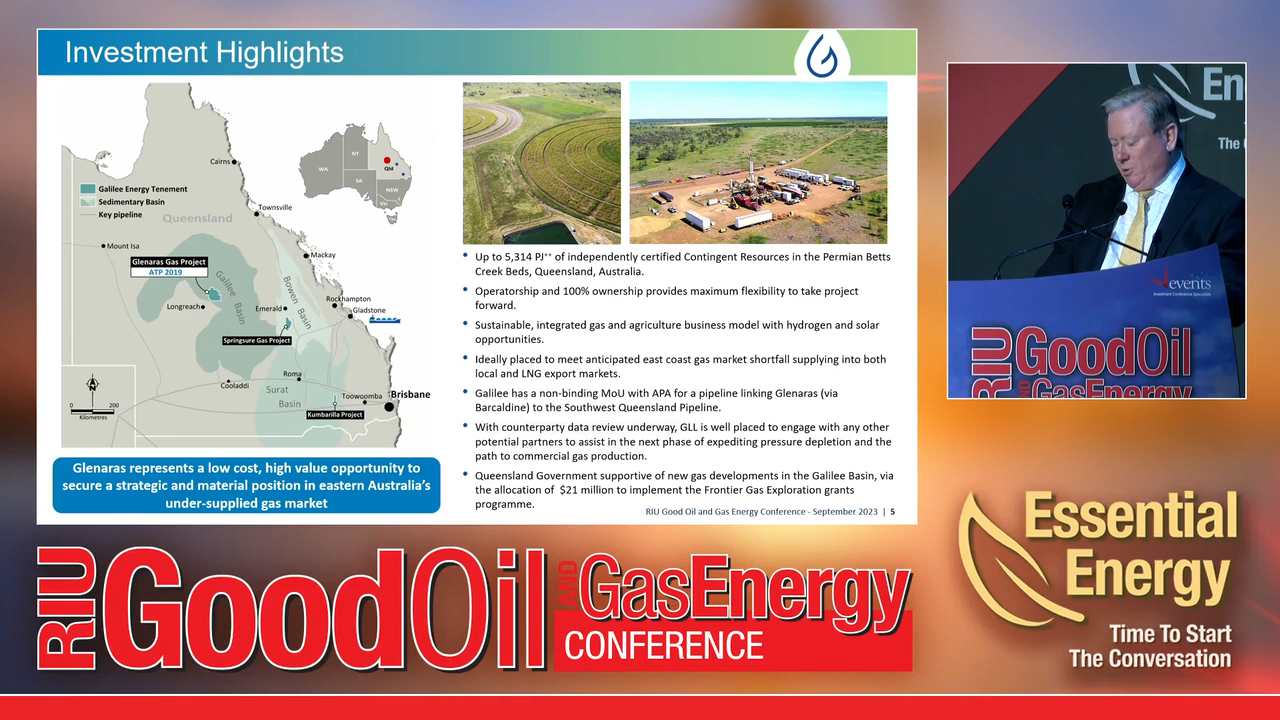 Investment Highlights
Cairns
Galilee Energy Tenement
Sedimentary Basin
Key pipeline
Queensland
Townsville
WA
NT
SA
Qld
NSW
Vic
Mount Isa
Mackay
Glenaras Gas Project
ATP 2019
Galilee Basin
Bowen Basin
Longreach
Emerald
Rockhampton
Gladstone
Springsure Gas Project
Roma
Cooladdi
Surat
Basin
Toowoomba
Brisbane
Kumbarilla Project
N
0 200
Kilometres
Glenaras represents a low cost, high value opportunity to
secure a strategic and material position in eastern Australia's
under-supplied gas market
• Up to 5,314 PJ⁺⁺ of independently certified Contingent Resources in the Permian Betts
Creek Beds, Queensland, Australia.
• Operatorship and 100% ownership provides maximum flexibility to take project
forward.
• Sustainable, integrated gas and agriculture business model with hydrogen and solar
opportunities.
• Ideally placed to meet anticipated east coast gas market shortfall supplying into both
local and LNG export markets.
• Galilee has a non-binding MoU with APA for a pipeline linking Glenaras (via
Barcaldine) to the Southwest Queensland Pipeline.
• With counterparty data review underway, GLL is well placed to engage with any other
potential partners to assist in the next phase of expediting pressure depletion and the
path to commercial gas production.
• Queensland Government supportive of new gas developments in the Galilee Basin, via
the allocation of $21 million to implement the Frontier Gas Exploration grants
programme.
RIU Good Oil and Gas Energy Conference - September 2023 | 5
En
The
events
RIU
GoodOil
AND
GasEnergy
RIU
GoodOil
AND
GasEnergy
CONFERENCE
Essential
Energy
Time To Start
The Conversation